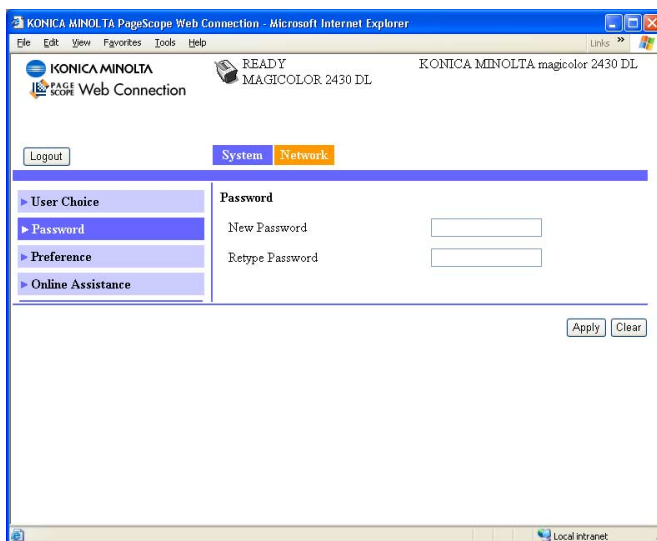 KONICA MINOLTA PageScope Web Connection - Microsoft Internet Explorer
File Edit View Favorites Tools Help Links »
KONICA MINOLTA
PAGE SCOPE Web Connection
READY
MAGICOLOR 2430 DL
KONICA MINOLTA magicolor 2430 DL
Logout
System Network
User Choice
Password
Preference
Online Assistance
Password
New Password
Retype Password
Apply Clear
Local intranet